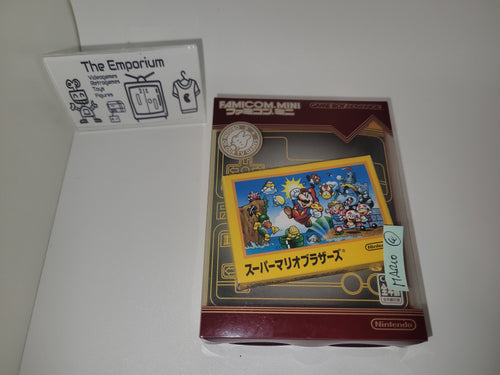 The Emporium
Videogames
Retrogames
Toys
Figures
FAMICOM MINI
ファミコンミニ
GAME BOY ADVANCE
Nintendo
スーパーマリオブラザーズ
MARIO
Nintendo